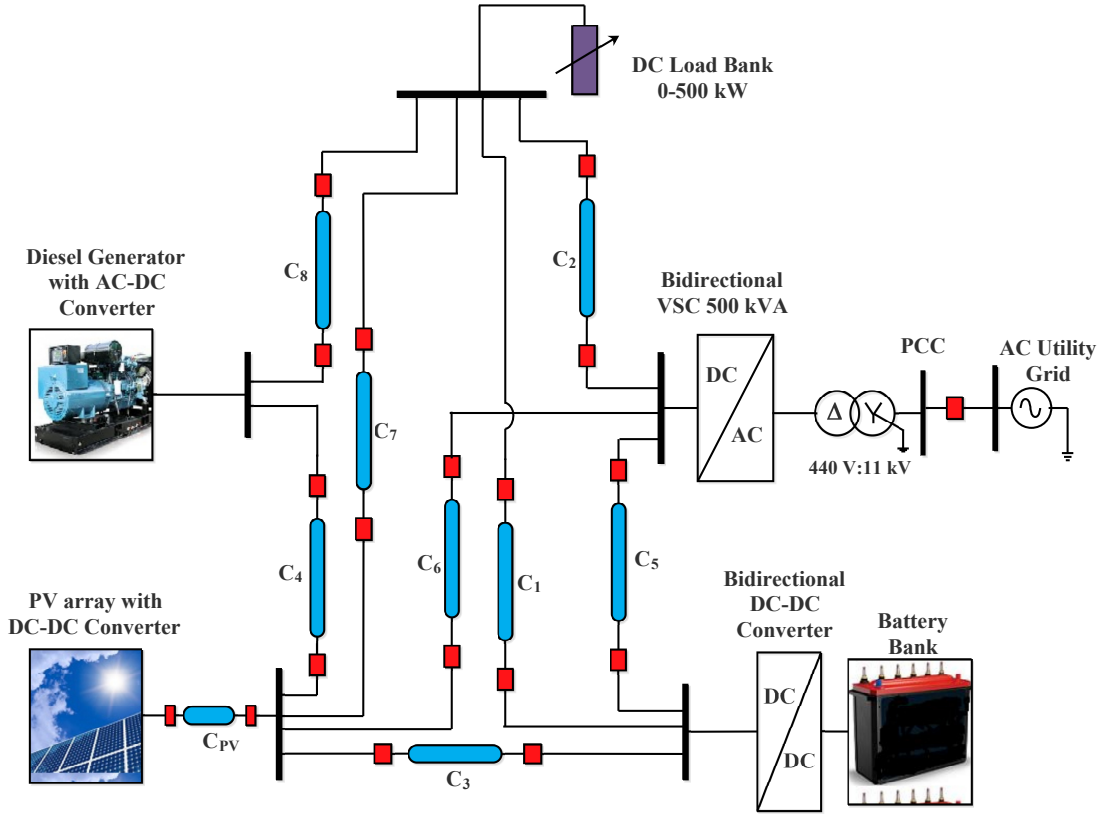 DC Load Bank
0-500 kW
C8
C2
Diesel Generator
with AC-DC
Converter
Bidirectional
VSC 500 kVA
PCC
AC Utility
Grid
DC
AC
Δ
Y
440 V:11 kV
C7
C4
C6
C1
C5
PV array with
DC-DC Converter
CPV
C3
Bidirectional
DC-DC
Converter
Battery
Bank
DC
DC